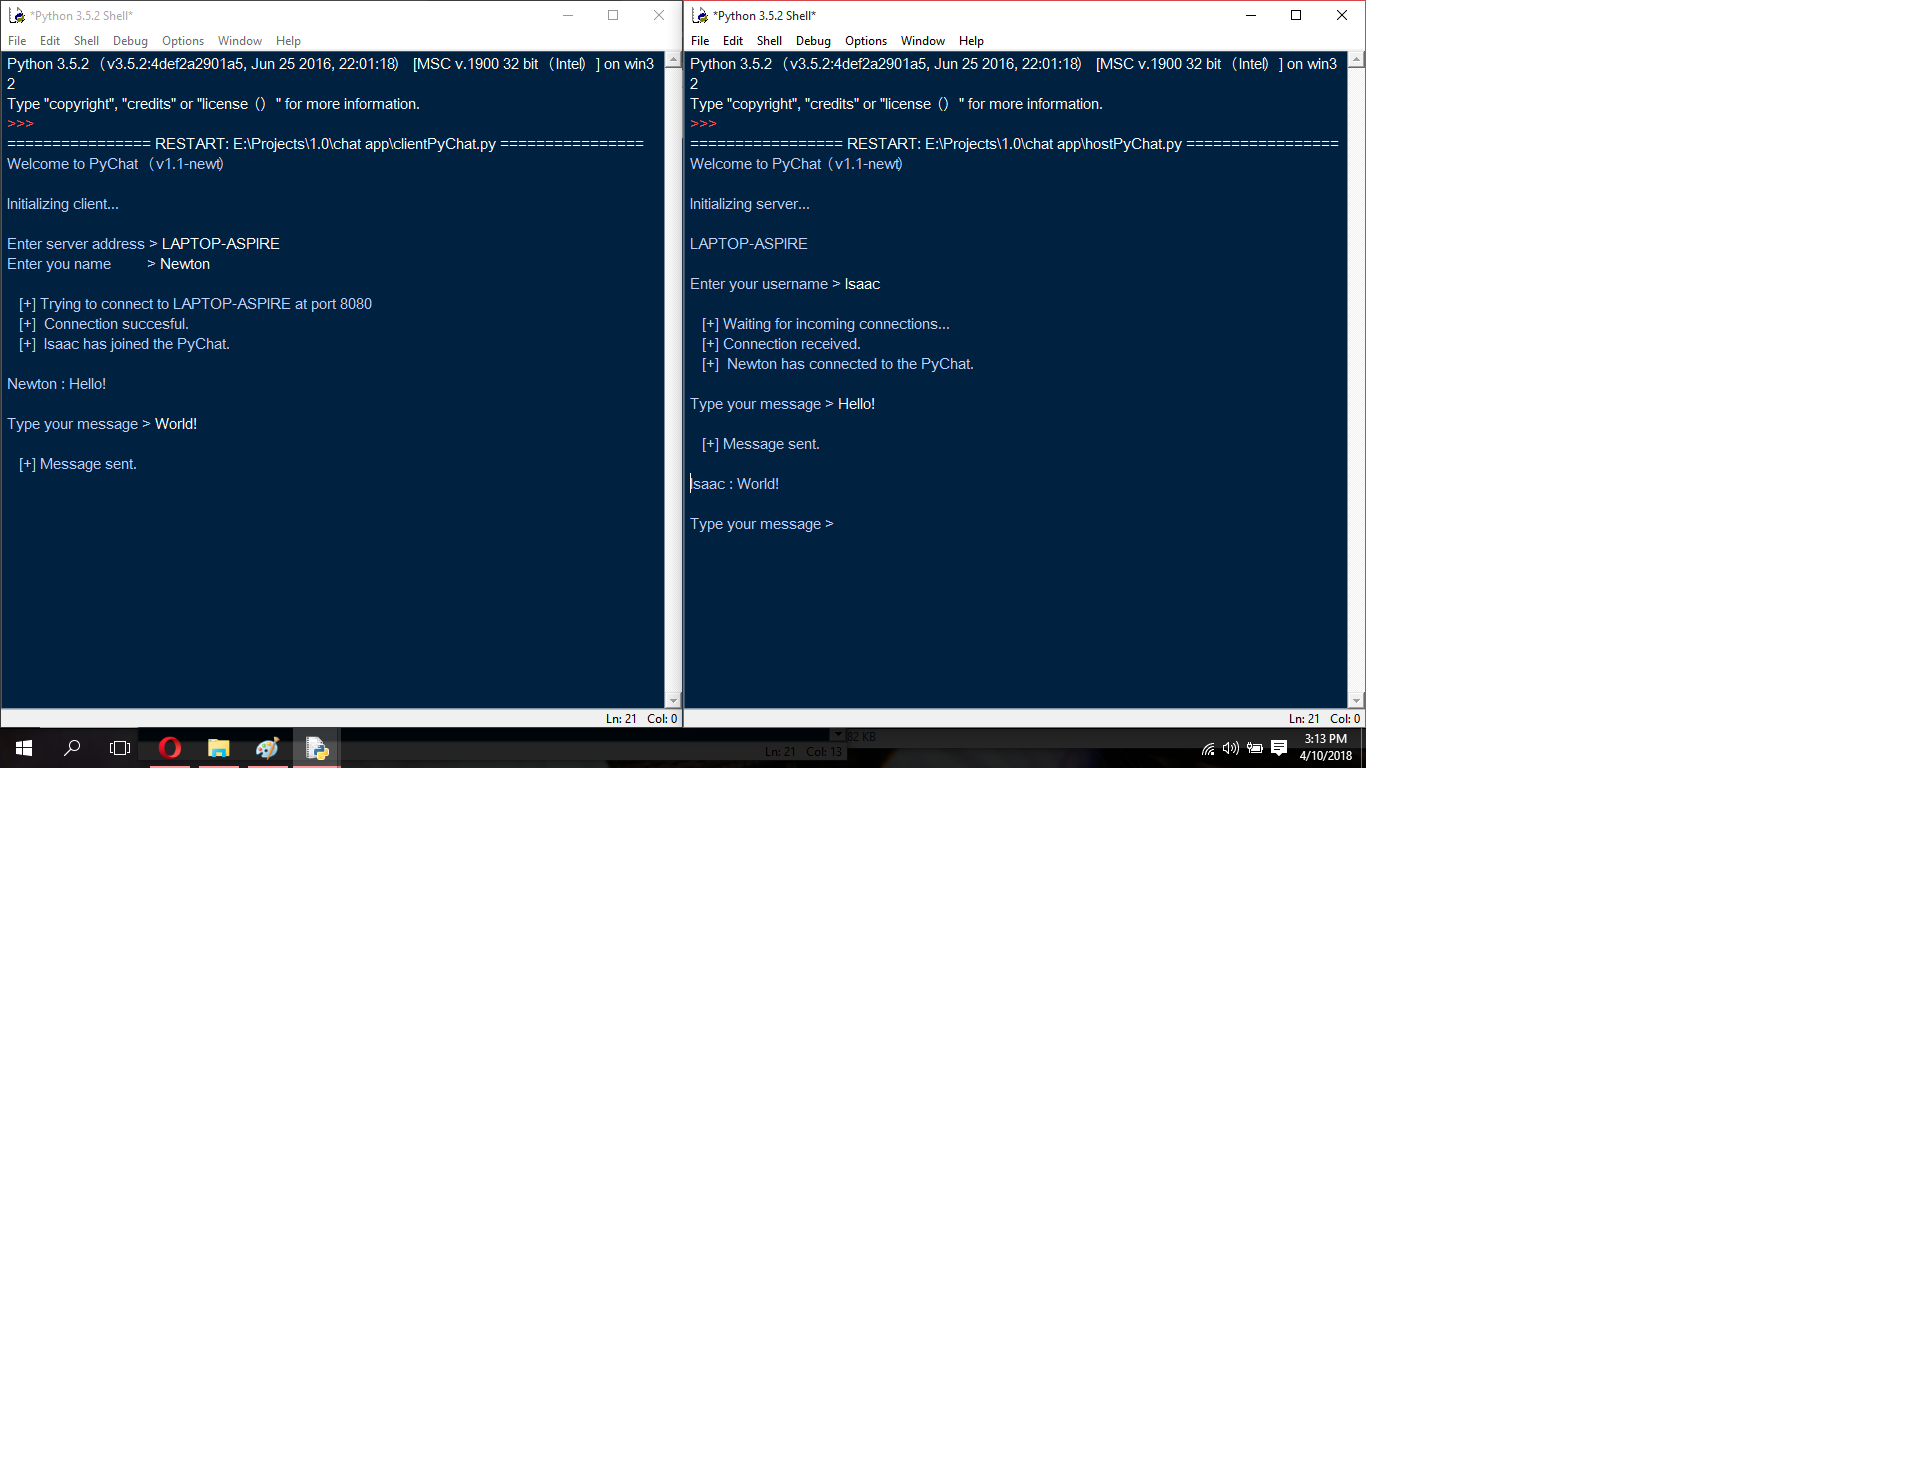 *Python 3.5.2 Shell*
File Edit Shell Debug Options Window Help
Python 3.5.2 (v3.5.2:4def2a2901a5, Jun 25 2016, 22:01:18) [MSC v.1900 32 bit (Intel)] on win3
2
Type "copyright", "credits" or "license()" for more information.
>>>
================ RESTART: E:\Projects\1.0\chat app\clientPyChat.py ================
Welcome to PyChat (v1.1-newt)
Initializing client...
Enter server address > LAPTOP-ASPIRE
Enter you name > Newton
[+] Trying to connect to LAPTOP-ASPIRE at port 8080
[+] Connection succesful.
[+] Isaac has joined the PyChat.
Newton : Hello!
Type your message > World!
[+] Message sent.
Ln: 21 Col: 0
*Python 3.5.2 Shell*
File Edit Shell Debug Options Window Help
Python 3.5.2 (v3.5.2:4def2a2901a5, Jun 25 2016, 22:01:18) [MSC v.1900 32 bit (Intel)] on win3
2
Type "copyright", "credits" or "license()" for more information.
>>>
================= RESTART: E:\Projects\1.0\chat app\hostPyChat.py =================
Welcome to PyChat (v1.1-newt)
Initializing server...
LAPTOP-ASPIRE
Enter your username > Isaac
[+] Waiting for incoming connections...
[+] Connection received.
[+] Newton has connected to the PyChat.
Type your message > Hello!
[+] Message sent.
Isaac : World!
Type your message >
Ln: 21 Col: 0
82 KB
Ln: 21 Col: 13
3:13 PM
4/10/2018